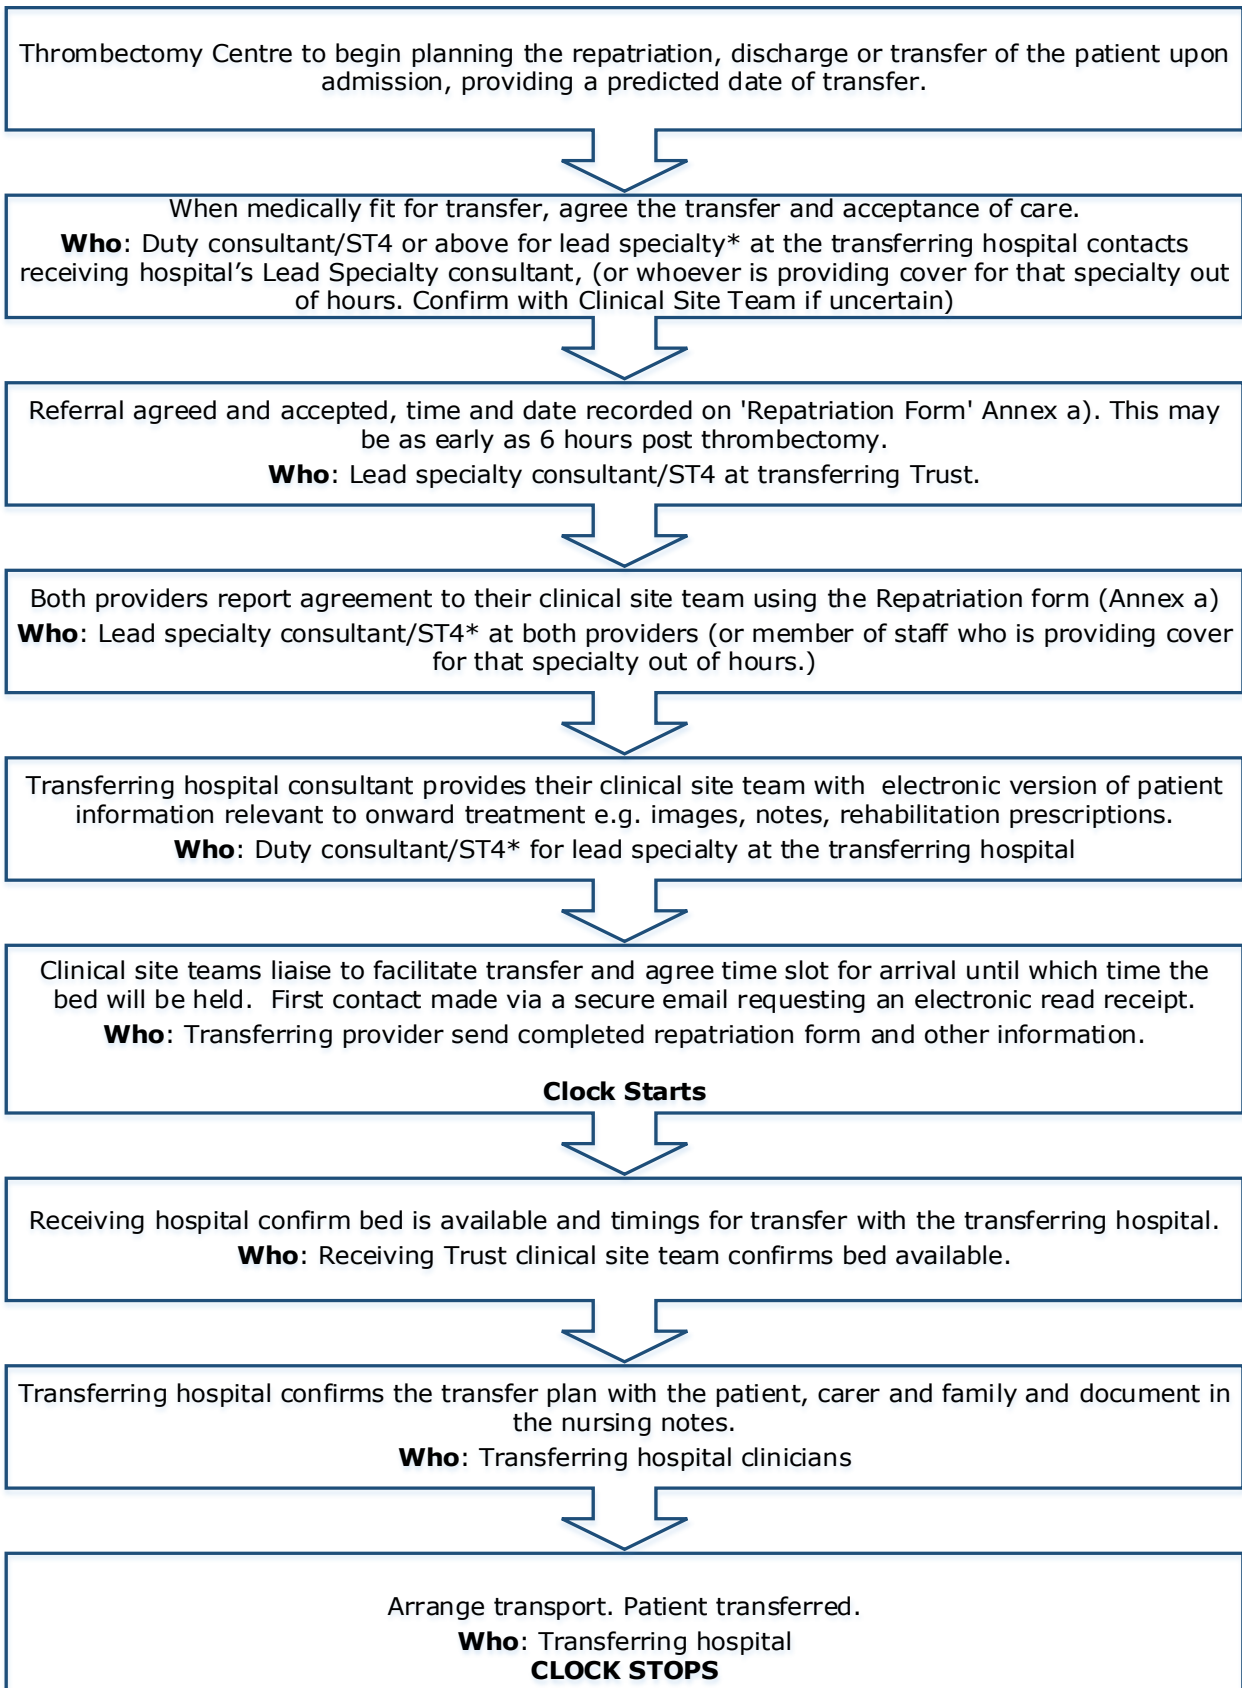 Thrombectomy Centre to begin planning the repatriation, discharge or transfer of the patient upon
admission, providing a predicted date of transfer.
When medically fit for transfer, agree the transfer and acceptance of care.
Who: Duty consultant/ST4 or above for lead specialty* at the transferring hospital contacts
receiving hospital’s Lead Specialty consultant, (or whoever is providing cover for that specialty out
of hours. Confirm with Clinical Site Team if uncertain)
Referral agreed and accepted, time and date recorded on 'Repatriation Form' Annex a). This may
be as early as 6 hours post thrombectomy.
Who: Lead specialty consultant/ST4 at transferring Trust.
Both providers report agreement to their clinical site team using the Repatriation form (Annex a)
Who: Lead specialty consultant/ST4* at both providers (or member of staff who is providing cover
for that specialty out of hours.)
Transferring hospital consultant provides their clinical site team with  electronic version of patient
information relevant to onward treatment e.g. images, notes, rehabilitation prescriptions.
Who: Duty consultant/ST4* for lead specialty at the transferring hospital
Clinical site teams liaise to facilitate transfer and agree time slot for arrival until which time the
bed will be held.  First contact made via a secure email requesting an electronic read receipt.
Who: Transferring provider send completed repatriation form and other information.
Clock Starts
Receiving hospital confirm bed is available and timings for transfer with the transferring hospital.
Who: Receiving Trust clinical site team confirms bed available.
Transferring hospital confirms the transfer plan with the patient, carer and family and document in
the nursing notes.
Who: Transferring hospital clinicians
Arrange transport. Patient transferred.
Who: Transferring hospital
CLOCK STOPS